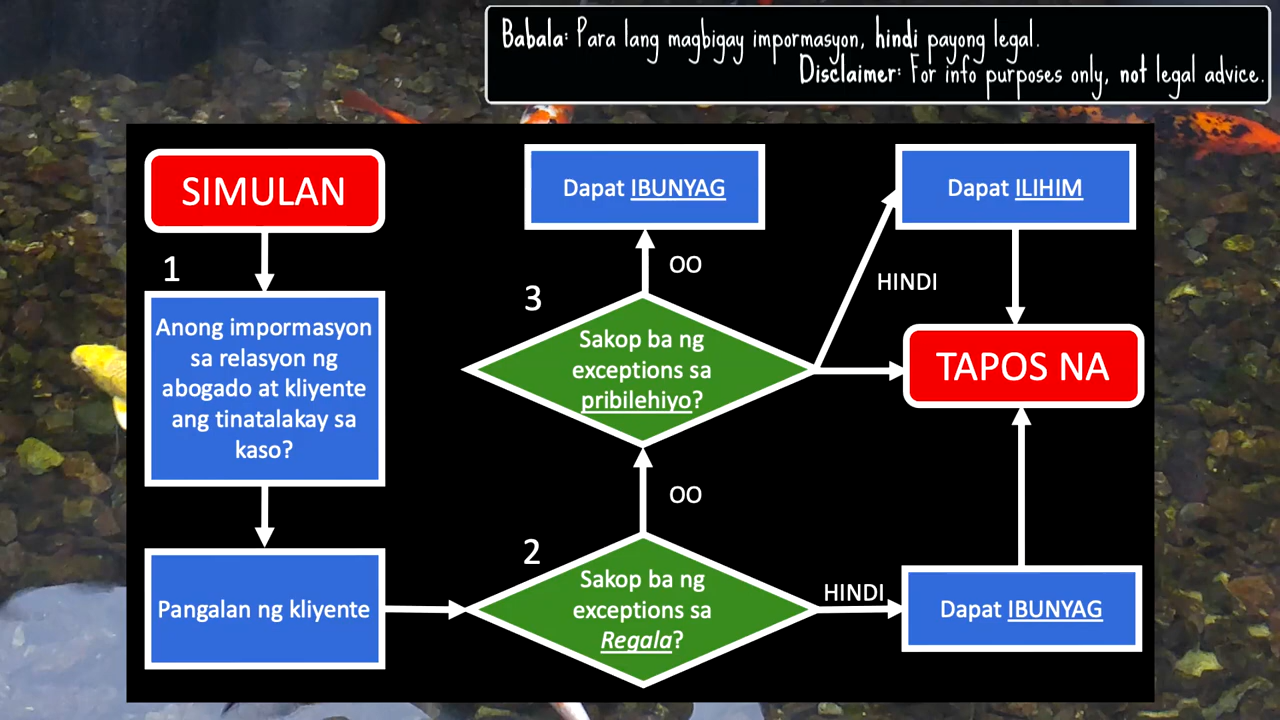 Babala: Para lang magbigay impormasyon, hindi payong legal.
Disclaimer: For info purposes only, not legal advice.
SIMULAN
1
Anong impormasyon
sa relasyon ng
abogado at kliyente
ang tinatalakay sa
kaso?
Pangalan ng kliyente
2
Sakop ba ng
exceptions sa
Regala?
HINDI
Dapat IBUNYAG
OO
3
Sakop ba ng
exceptions sa
pribilehiyo?
OO
Dapat IBUNYAG
HINDI
Dapat ILIHIM
TAPOS NA